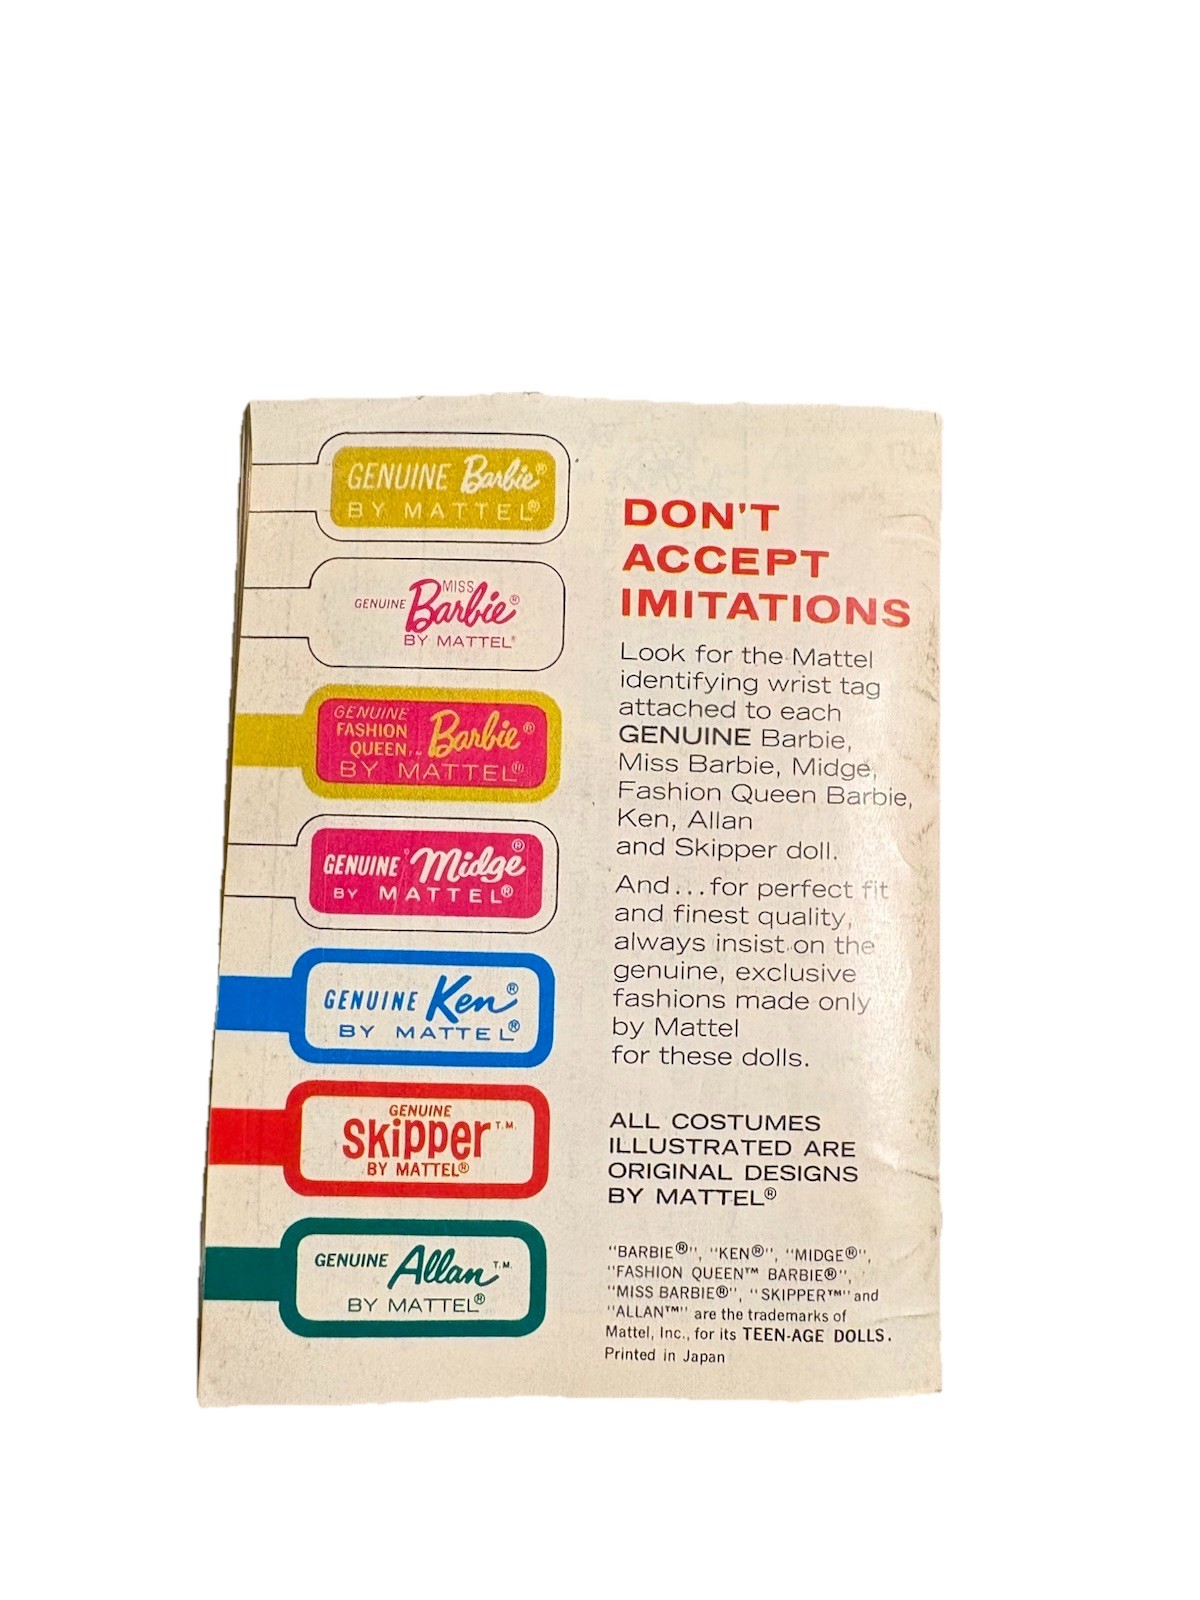 GENUINE Barbie®
BY MATTEL®
MISS
GENUINE Barbie®
BY MATTEL®
GENUINE
FASHION
QUEEN™ Barbie®
BY MATTEL®
GENUINE Midge®
BY MATTEL®
GENUINE Ken®
BY MATTEL®
GENUINE
Skipper T.M.
BY MATTEL®
GENUINE Allan T.M.
BY MATTEL®
DON'T
ACCEPT
IMITATIONS
Look for the Mattel
identifying wrist tag
attached to each
GENUINE Barbie,
Miss Barbie, Midge,
Fashion Queen Barbie,
Ken, Allan
and Skipper doll.
And...for perfect fit
and finest quality,
always insist on the
genuine, exclusive
fashions made only
by Mattel
for these dolls.
ALL COSTUMES
ILLUSTRATED ARE
ORIGINAL DESIGNS
BY MATTEL®
"BARBIE®", "KEN®", "MIDGE®",
"FASHION QUEEN™ BARBIE®",
"MISS BARBIE®", "SKIPPER™" and
"ALLAN™" are the trademarks of
Mattel, Inc., for its TEEN-AGE DOLLS.
Printed in Japan